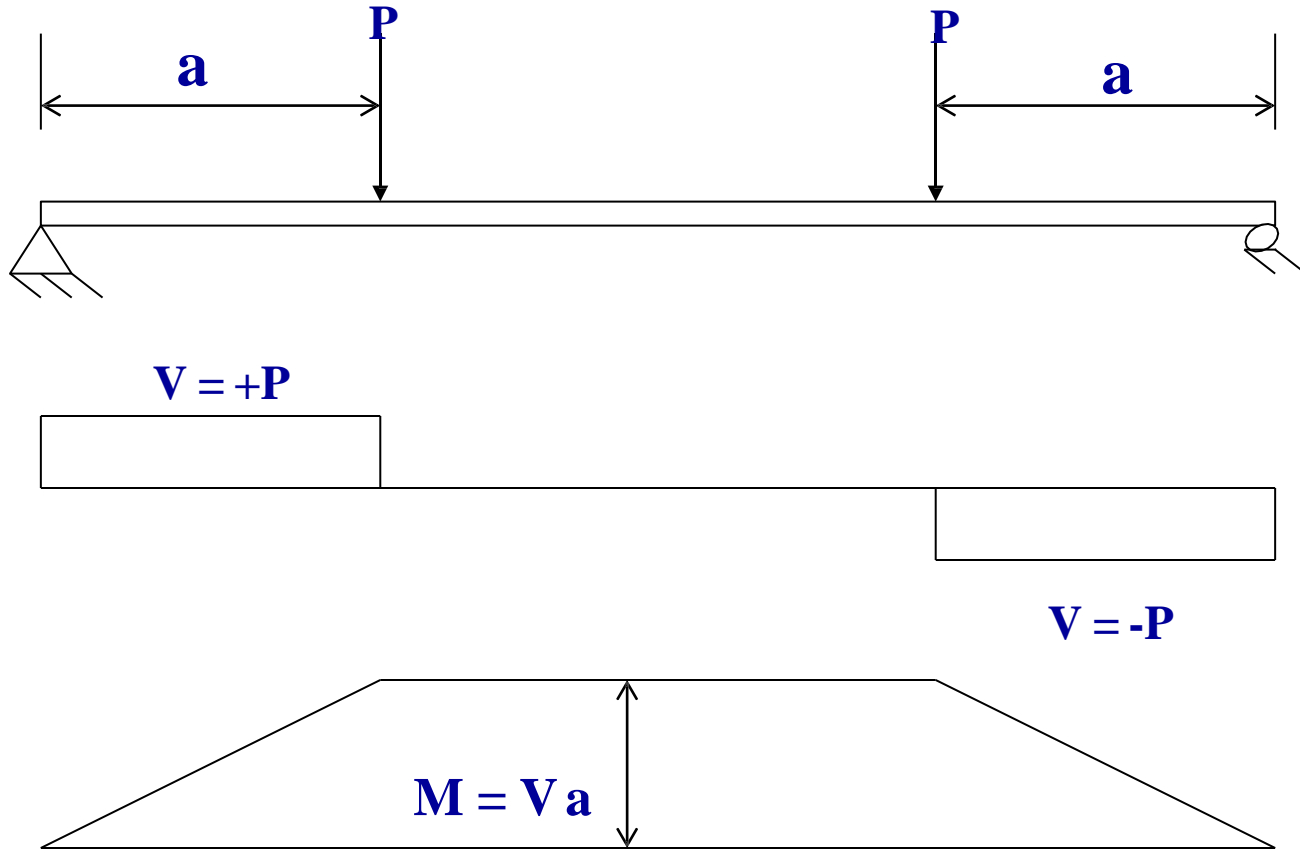 P
P
a
a
V = +P
V = -P
M = V a